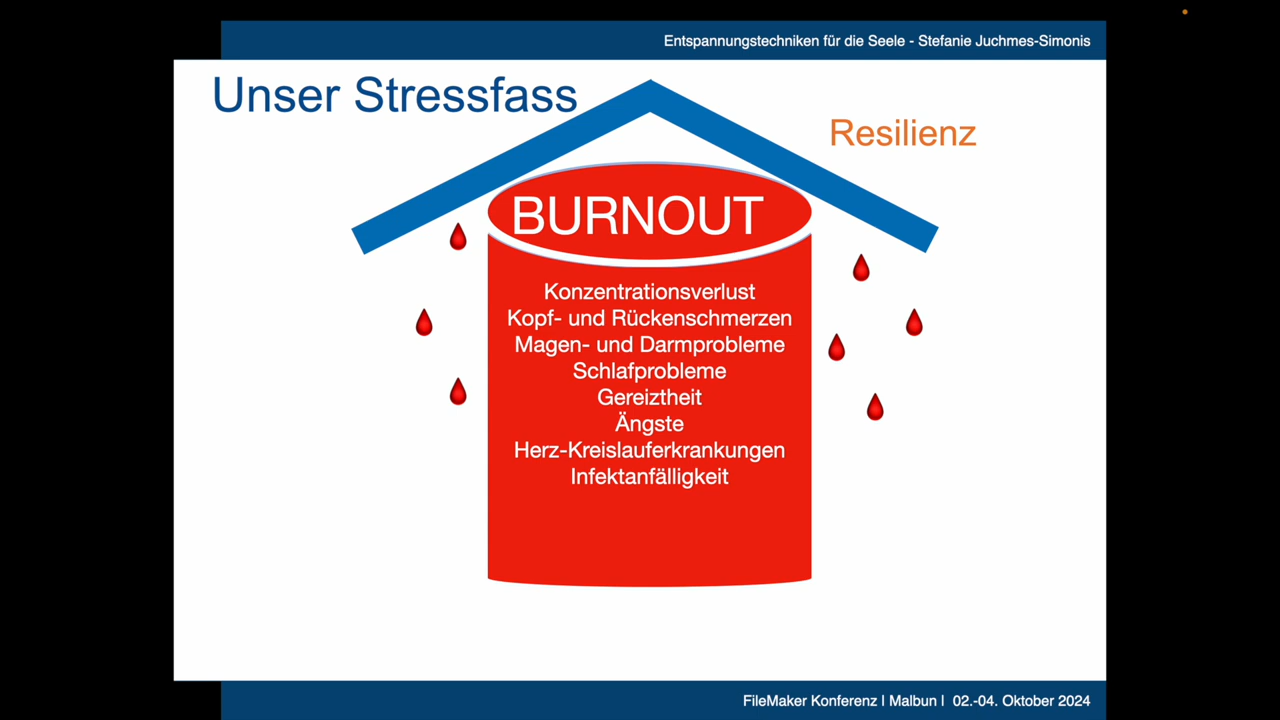 Entspannungstechniken für die Seele - Stefanie Juchmes-Simonis
Unser Stressfass
Resilienz
BURNOUT
Konzentrationsverlust
Kopf- und Rückenschmerzen
Magen- und Darmprobleme
Schlafprobleme
Gereiztheit
Ängste
Herz-Kreislauferkrankungen
Infektanfälligkeit
FileMaker Konferenz | Malbun | 02.-04. Oktober 2024